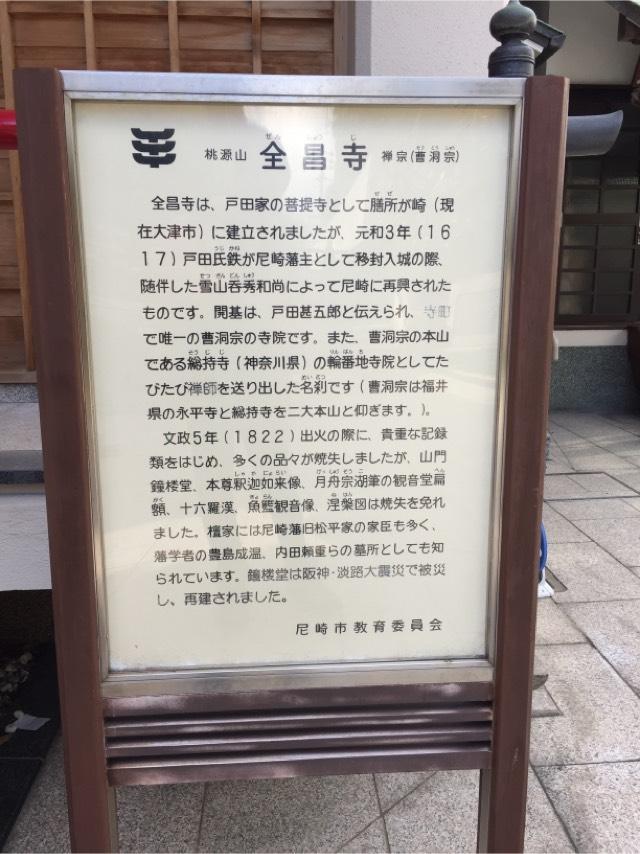 桃源山 全昌寺 禅宗(曹洞宗)
全昌寺は、戸田家の菩提寺として膳所が崎(現
在大津市)に建立されましたが、元和3年(16
17)戸田氏鉄が尼崎藩主として移封入城の際、
随伴した雪山呑秀和尚によって尼崎に再興された
ものです。開基は、戸田甚五郎と伝えられ、寺町
で唯一の曹洞宗の寺院です。また、曹洞宗の本山
である総持寺(神奈川県)の輪番地寺院としてた
びたび禅師を送り出した名刹です(曹洞宗は福井
県の永平寺と総持寺を二大本山と仰ぎます。)。
文政5年(1822)出火の際に、貴重な記録
類をはじめ、多くの品々が焼失しましたが、山門
鐘楼堂、本尊釈迦如来像、月舟宗湖筆の観音堂扁
額、十六羅漢、魚籃観音像、涅槃図は焼失を免れ
ました。檀家には尼崎藩旧松平家の家臣も多く、
藩学者の豊島成温、内田頼重らの墓所としても知
られています。鐘楼堂は阪神・淡路大震災で被災
し、再建されました。
尼崎市教育委員会